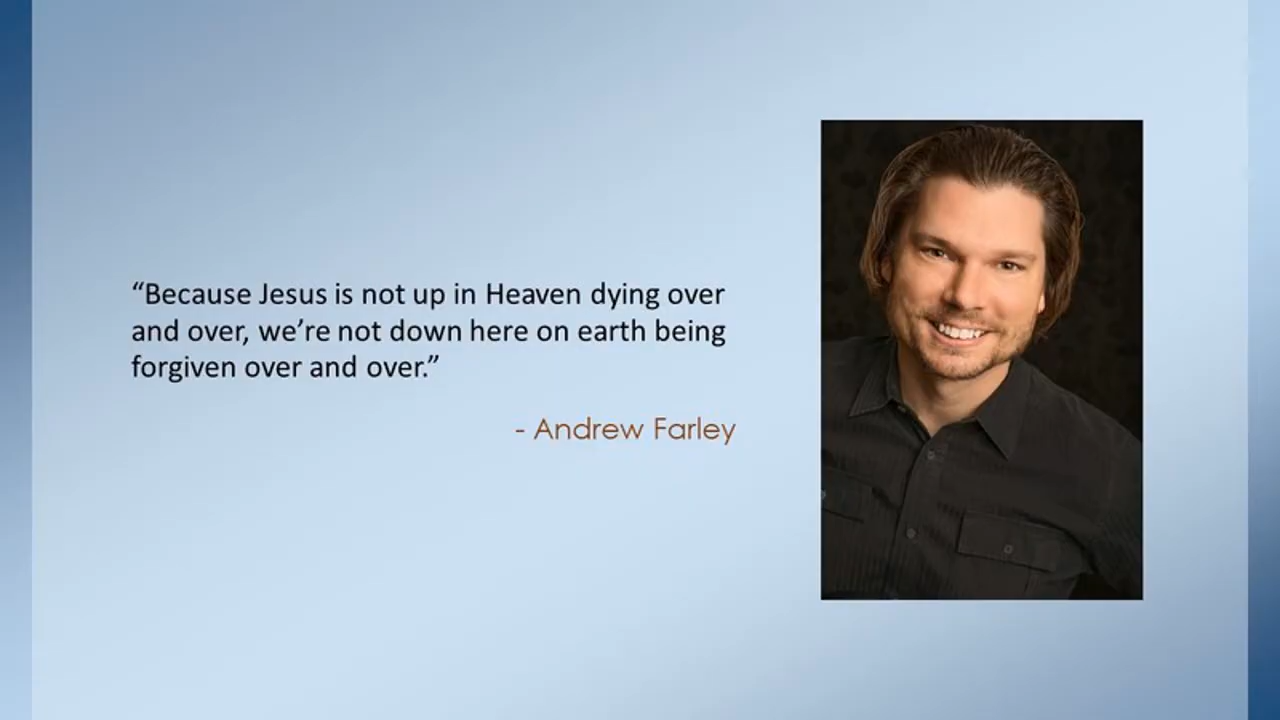 “Because Jesus is not up in Heaven dying over
and over, we’re not down here on earth being
forgiven over and over.”
- Andrew Farley